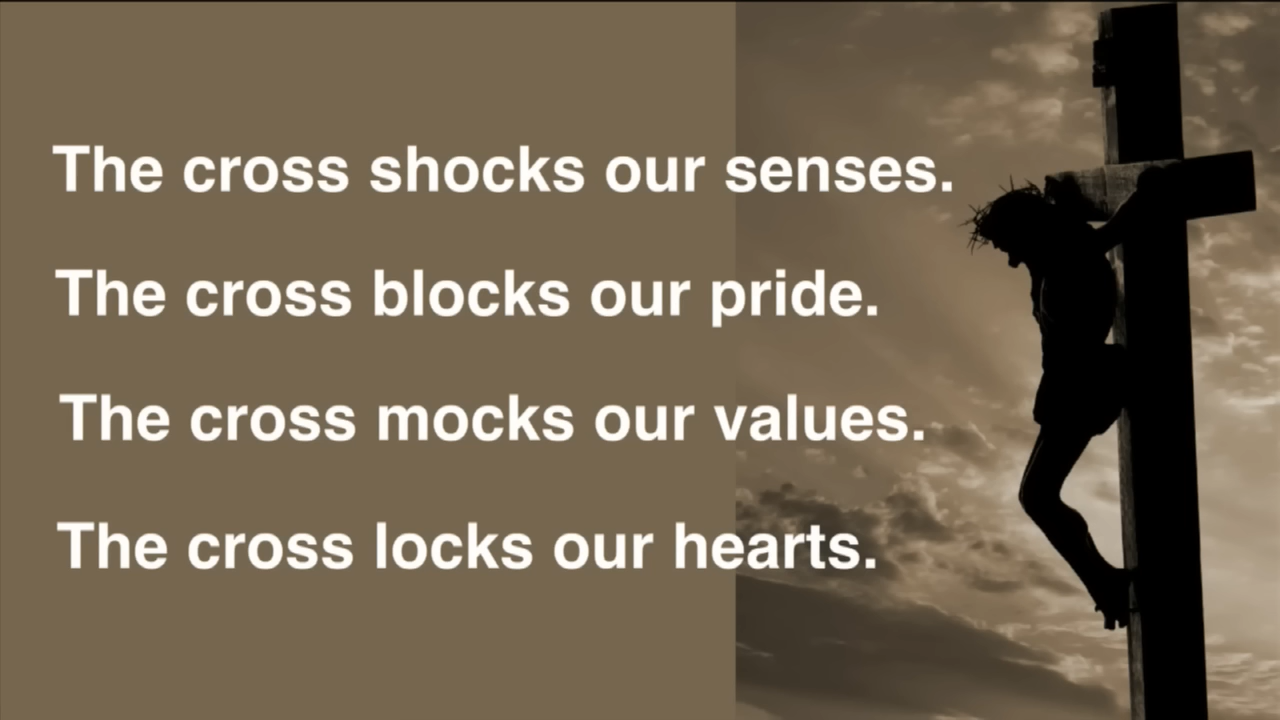 The cross shocks our senses.
The cross blocks our pride.
The cross mocks our values.
The cross locks our hearts.